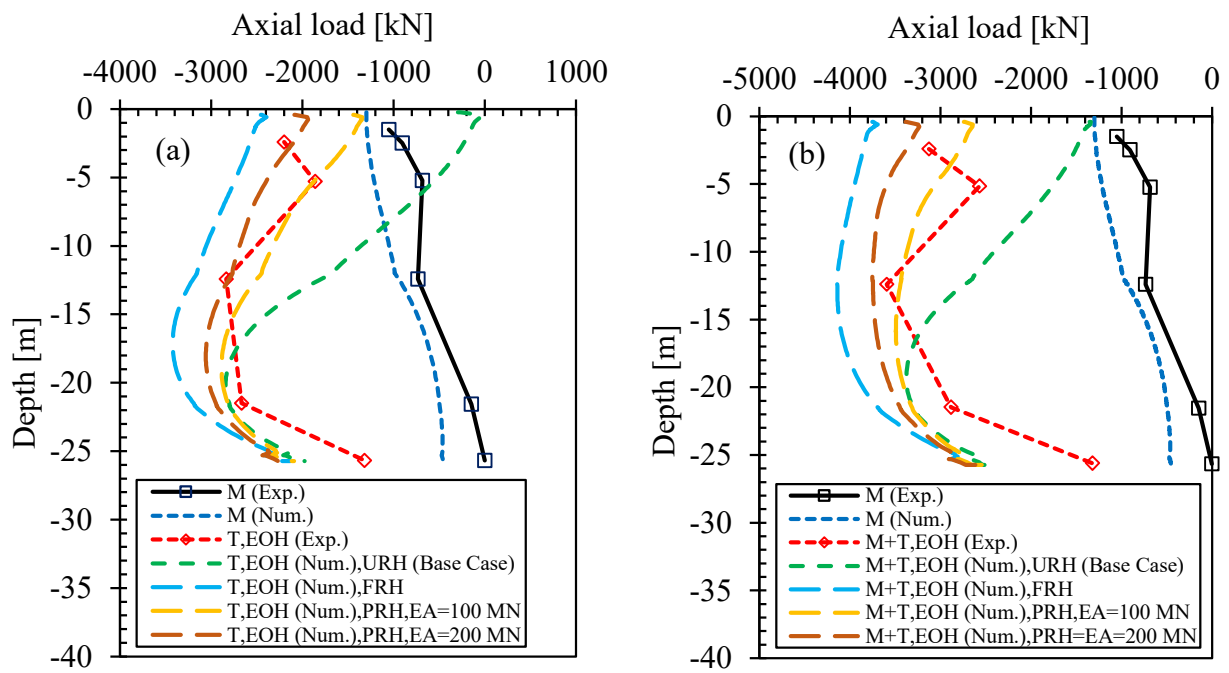 Axial load [kN]
-4000 -3000 -2000 -1000 0 1000
0
-5
-10
-15
-20
-25
-30
-35
-40
Depth [m]
(a)
M (Exp.)
M (Num.)
T,EOH (Exp.)
T,EOH (Num.),URH (Base Case)
T,EOH (Num.),FRH
T,EOH (Num.),PRH,EA=100 MN
T,EOH (Num.),PRH,EA=200 MN
Axial load [kN]
-5000 -4000 -3000 -2000 -1000 0
0
-5
-10
-15
-20
-25
-30
-35
-40
Depth [m]
(b)
M (Exp.)
M (Num.)
M+T,EOH (Exp.)
M+T,EOH (Num.),URH (Base Case)
M+T,EOH (Num.),FRH
M+T,EOH (Num.),PRH,EA=100 MN
M+T,EOH (Num.),PRH=EA=200 MN